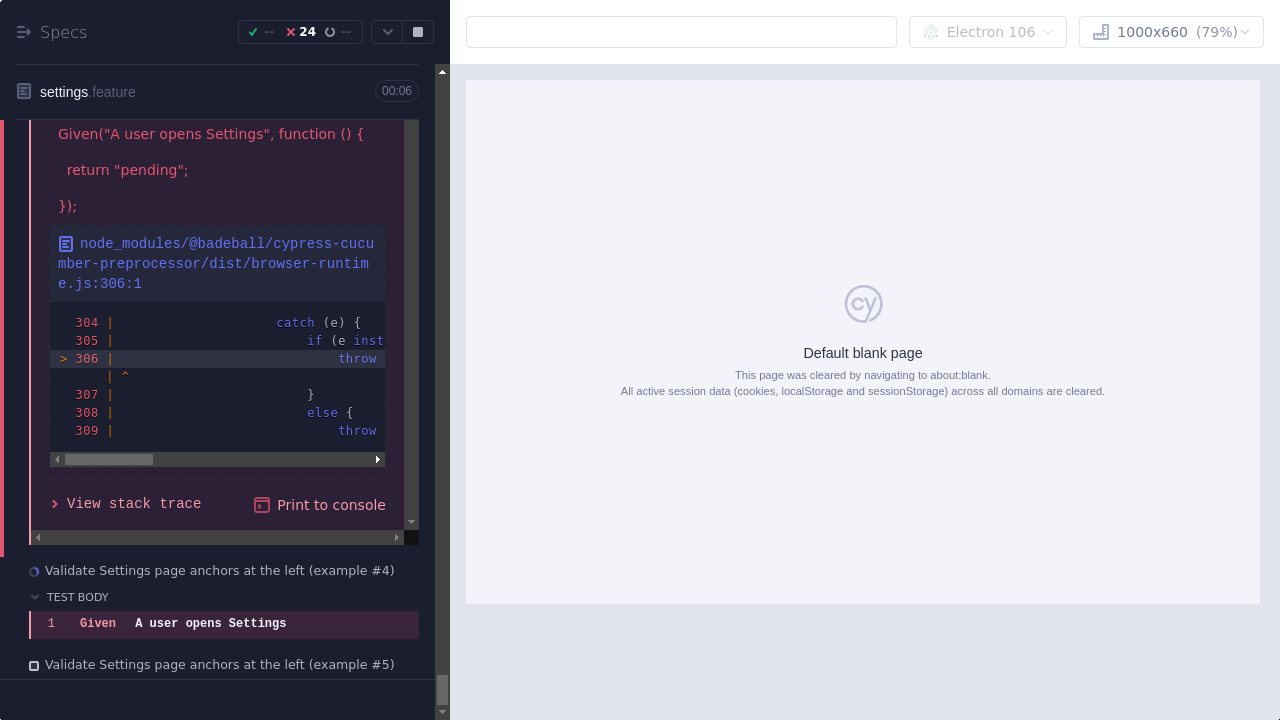 Specs
--
24
--
settings.feature
00:06
Given("A user opens Settings", function () {
return "pending";
});
node_modules/@badeball/cypress-cucu
mber-preprocessor/dist/browser-runtim
e.js:306:1
304 | catch (e) {
305 | if (e inst
> 306 | throw
| ^
307 | }
308 | else {
309 | throw
View stack trace
Print to console
Validate Settings page anchors at the left (example #4)
TEST BODY
1 Given A user opens Settings
Validate Settings page anchors at the left (example #5)
Electron 106
1000x660 (79%)
cy
Default blank page
This page was cleared by navigating to about:blank.
All active session data (cookies, localStorage and sessionStorage) across all domains are cleared.